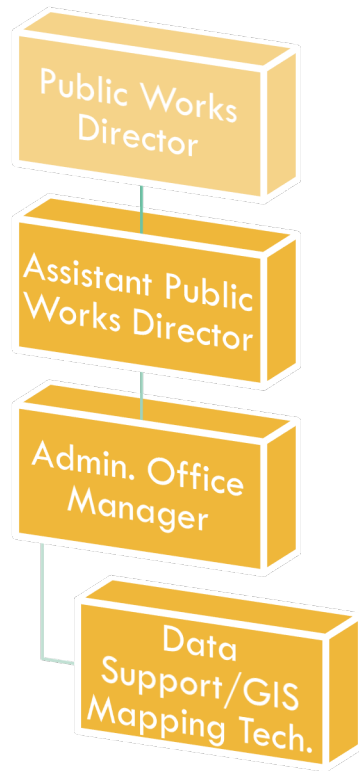 Public Works
Director
Assistant Public
Works Director
Admin. Office
Manager
Data
Support/GIS
Mapping Tech.